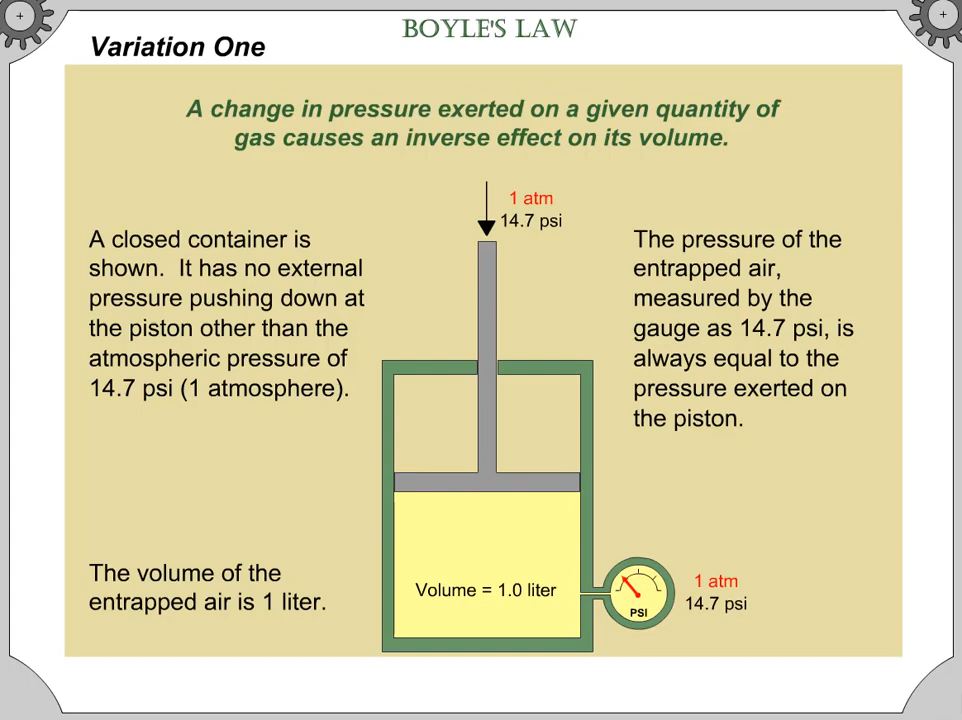 BOYLE'S LAW
Variation One
A change in pressure exerted on a given quantity of
gas causes an inverse effect on its volume.
1 atm
14.7 psi
A closed container is
shown. It has no external
pressure pushing down at
the piston other than the
atmospheric pressure of
14.7 psi (1 atmosphere).
The pressure of the
entrapped air,
measured by the
gauge as 14.7 psi, is
always equal to the
pressure exerted on
the piston.
The volume of the
entrapped air is 1 liter.
Volume = 1.0 liter
PSI
1 atm
14.7 psi